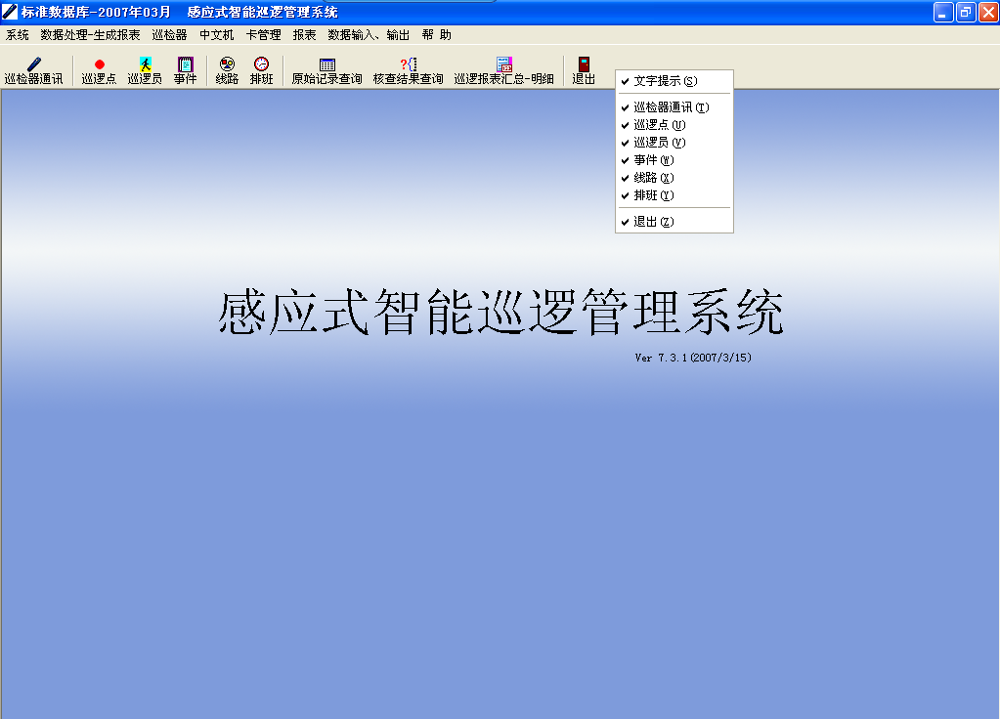 标准数据库-2007年03月 感应式智能巡逻管理系统
系统 数据处理-生成报表 巡检器 中文机 卡管理 报表 数据输入、输出 帮 助
巡检器通讯 巡逻点 巡逻员 事件 线路 排班 原始记录查询 核查结果查询 巡逻报表汇总-明细 退出
文字提示(S)
巡检器通讯(T)
巡逻点(U)
巡逻员(V)
事件(W)
线路(X)
排班(Y)
退出(Z)
感应式智能巡逻管理系统
Ver 7.3.1(2007/3/15)